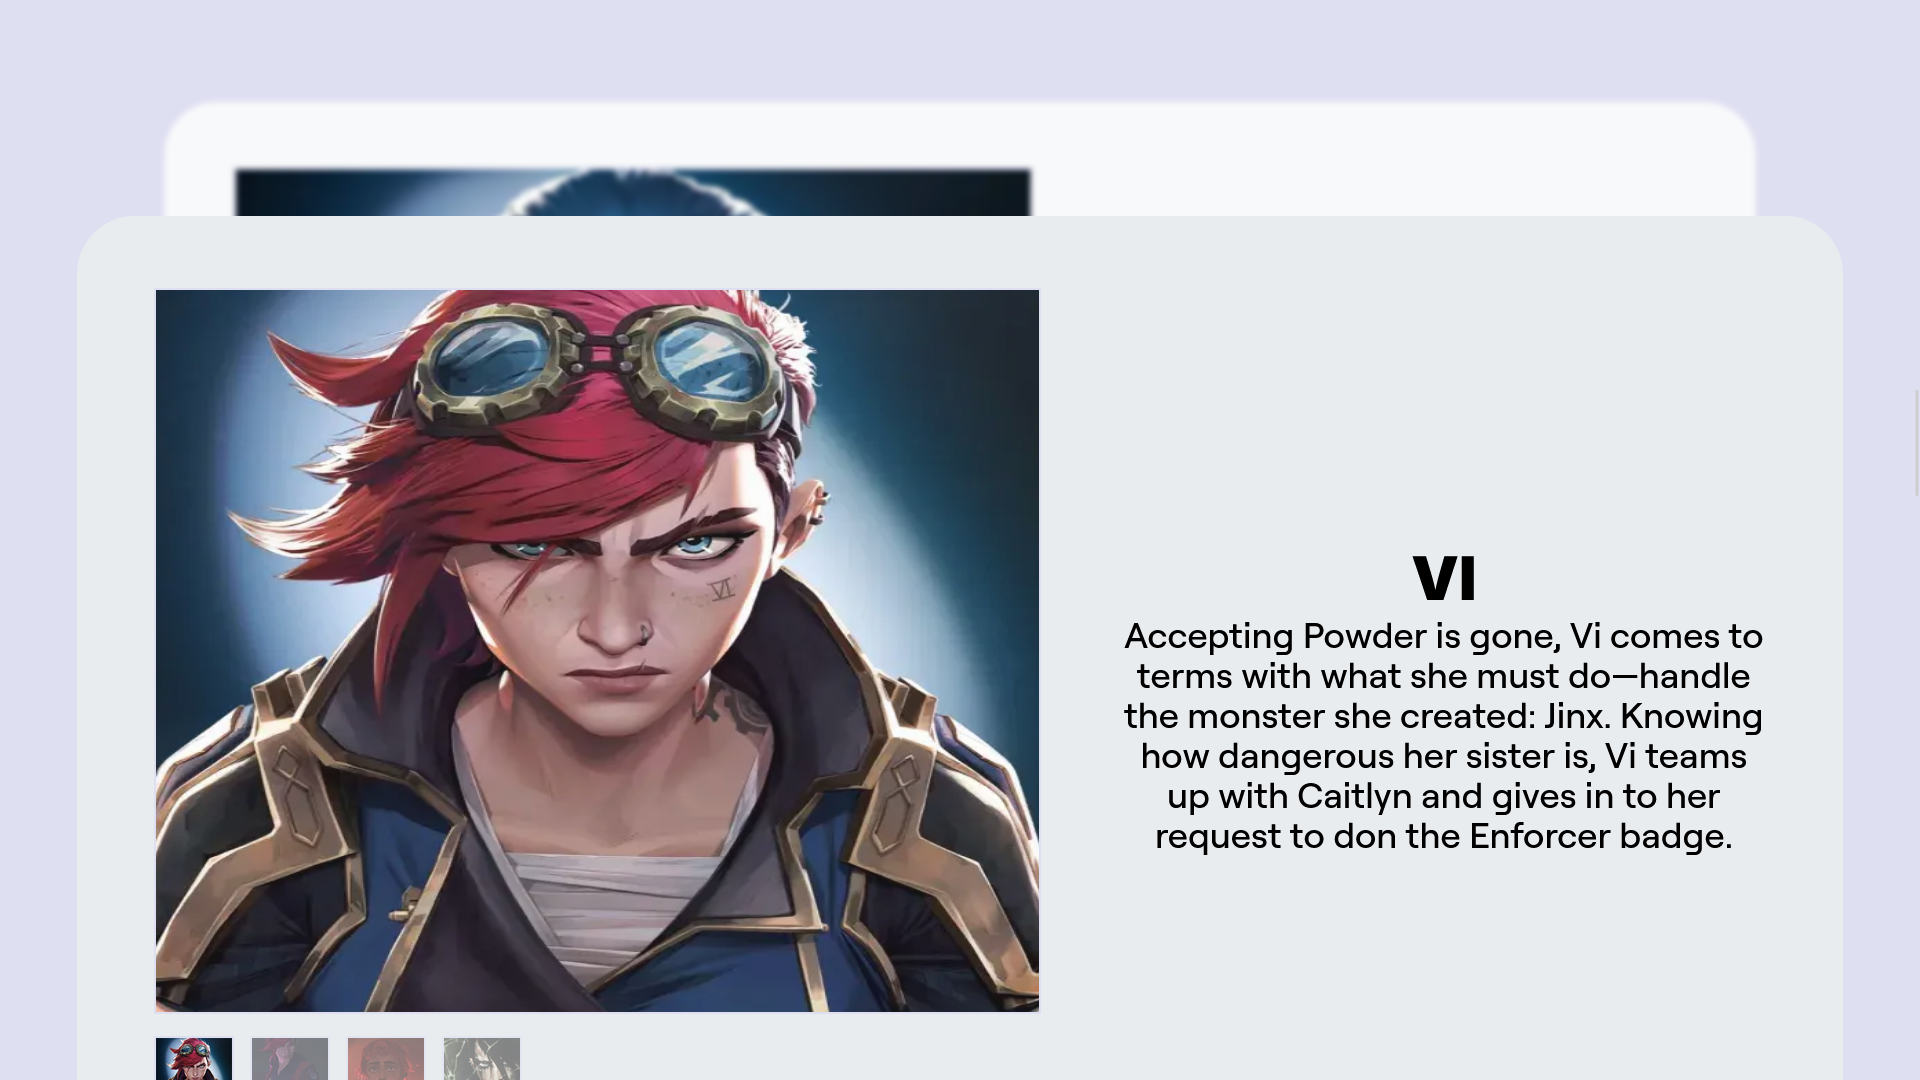 VI
VI
Accepting Powder is gone, Vi comes to
terms with what she must do—handle
the monster she created: Jinx. Knowing
how dangerous her sister is, Vi teams
up with Caitlyn and gives in to her
request to don the Enforcer badge.